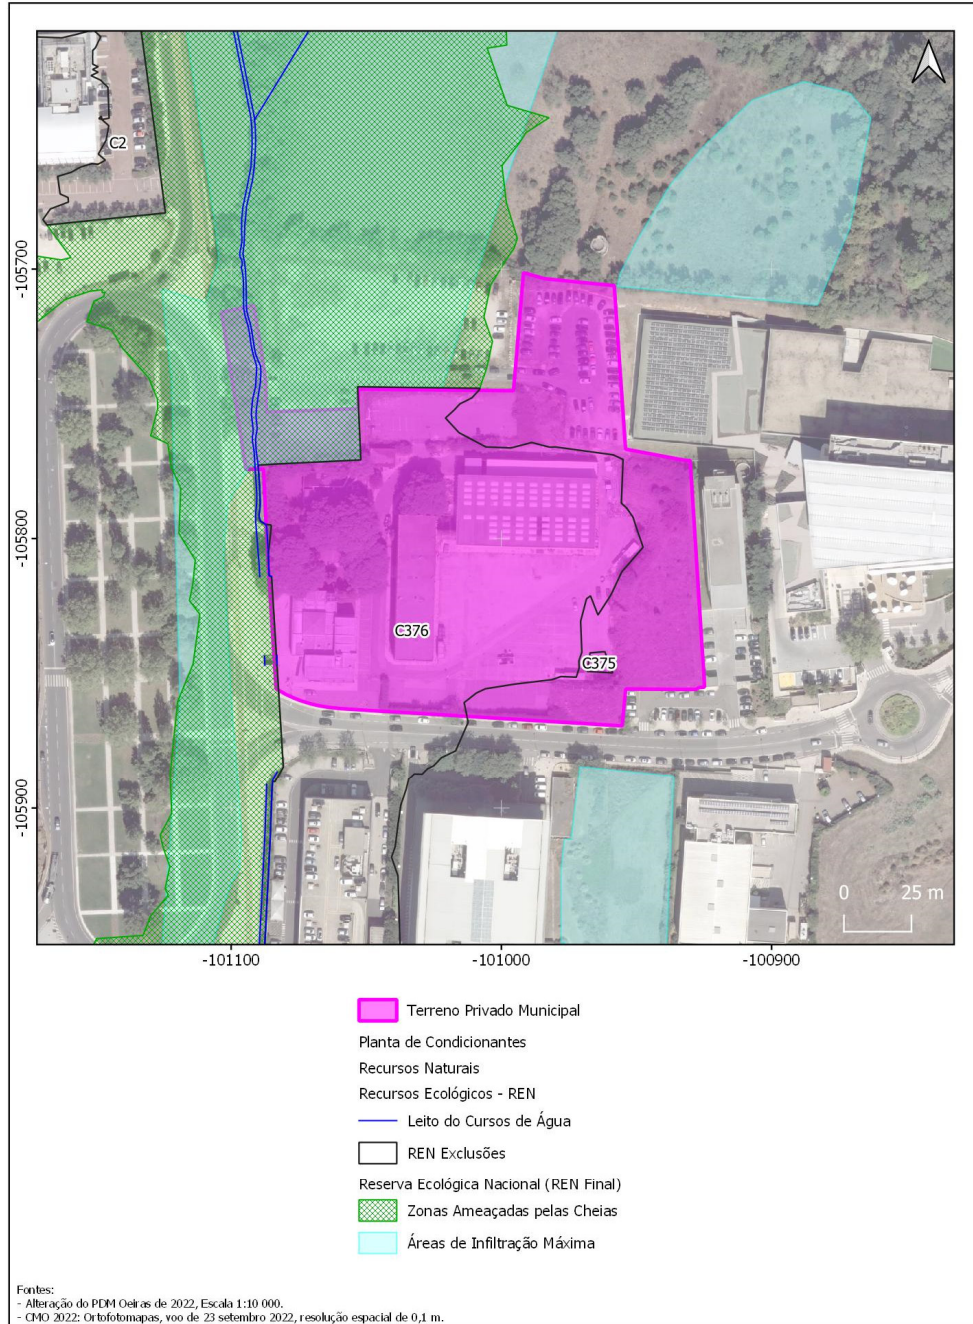 C2
-105700
-105800
-105900
C376
C375
0 25 m
-101100 -101000 -100900
Terreno Privado Municipal
Planta de Condicionantes
Recursos Naturais
Recursos Ecológicos - REN
Leito do Cursos de Água
REN Exclusões
Reserva Ecológica Nacional (REN Final)
Zonas Ameaçadas pelas Cheias
Áreas de Infiltração Máxima
Fontes:
- Alteração do PDM Oeiras de 2022, Escala 1:10 000.
- CMO 2022: Ortofotomapas, voo de 23 setembro 2022, resolução espacial de 0,1 m.